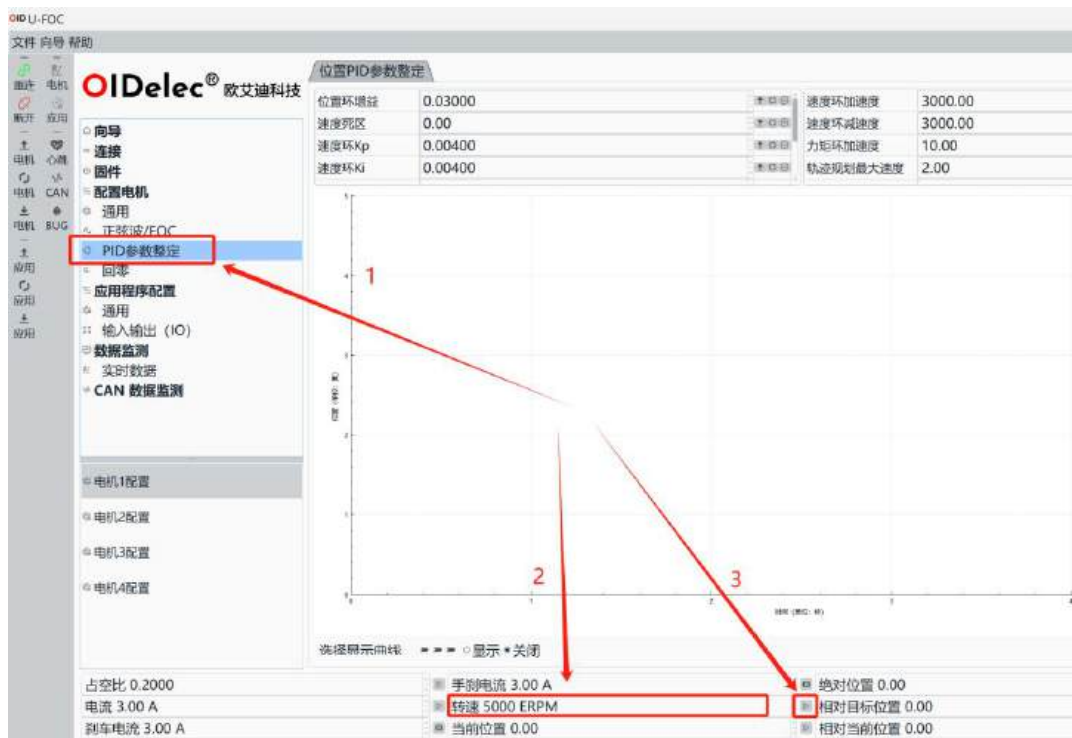 OID U-FOC
文件 向导 帮助
重连 电机
断开 应用
电机 心跳
电机 CAN
电机 BUG
应用
应用
应用
OIDelec® 欧艾迪科技
向导
连接
固件
配置电机
通用
正弦波/FOC
PID参数整定
回零
应用程序配置
通用
输入输出（IO）
数据监测
实时数据
CAN 数据监测
电机1配置
电机2配置
电机3配置
电机4配置
位置PID参数整定
位置环增益 0.03000 速度环加速度 3000.00
速度死区 0.00 速度环减速度 3000.00
速度环Kp 0.00400 力矩环加速度 10.00
速度环Ki 0.00400 轨迹规划最大速度 2.00
1
2
3
5
4
3
2
1
0
0 1 2 3 4
选择显示曲线 显示 关闭
占空比 0.2000 手刹电流 3.00 A 绝对位置 0.00
电流 3.00 A 转速 5000 ERPM 相对目标位置 0.00
刹车电流 3.00 A 当前位置 0.00 相对当前位置 0.00